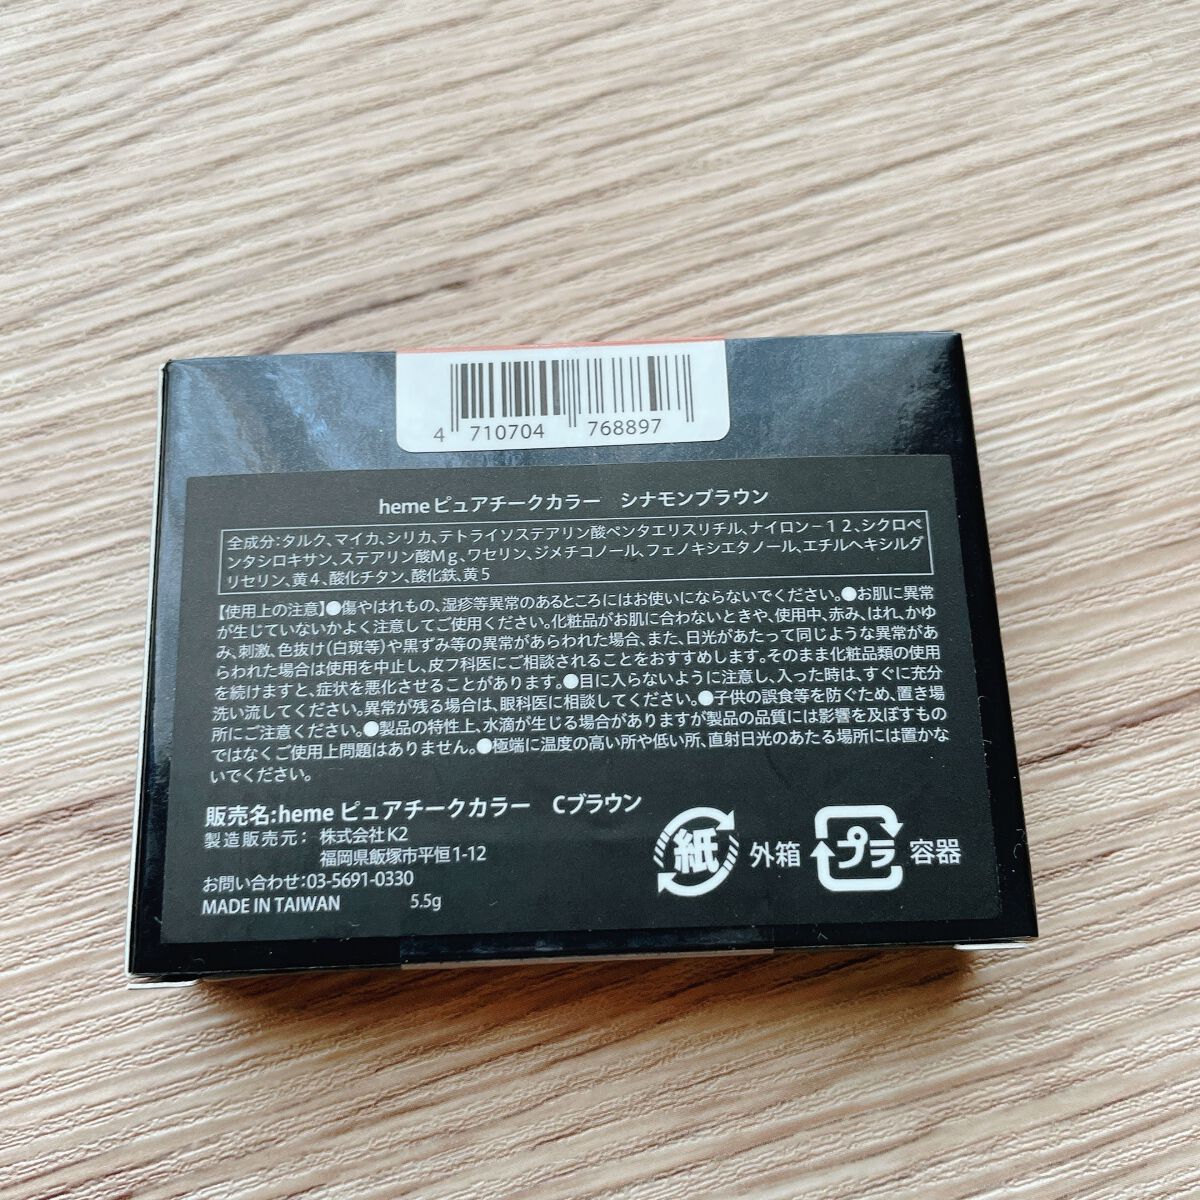 4 710704 768897
heme ピュアチークカラー シナモンブラウン
全成分:タルク、マイカ、シリカ、テトライソステアリン酸ペンタエリスリチル、ナイロン−12、シクロペ
ンタシロキサン、ステアリン酸Mg、ワセリン、ジメチコノール、フェノキシエタノール、エチルヘキシルグ
リセリン、黄4、酸化チタン、酸化鉄、黄5
【使用上の注意】●傷やはれもの、湿疹等異常のあるところにはお使いにならないでください。●お肌に異常
が生じていないかよく注意してご使用ください。化粧品がお肌に合わないときや、使用中、赤み、はれ、かゆ
み、刺激、色抜け(白斑等)や黒ずみ等の異常があらわれた場合、また、日光があたって同じような異常があ
らわれた場合は使用を中止し、皮フ科医にご相談されることをおすすめします。そのまま化粧品類の使用
を続けますと、症状を悪化させることがあります。●目に入らないように注意し、入った時は、すぐに充分
洗い流してください。異常が残る場合は、眼科医に相談してください。●子供の誤食等を防ぐため、置き場
所にご注意ください。●製品の特性上、水滴が生じる場合がありますが製品の品質には影響を及ぼすもの
ではなくご使用上問題はありません。●極端に温度の高い所や低い所、直射日光のあたる場所には置かな
いでください。
販売名:heme ピュアチークカラー Cブラウン
製造販売元: 株式会社K2
福岡県飯塚市平恒1-12
お問い合わせ:03-5691-0330
MADE IN TAIWAN 5.5g
紙 外箱 プラ 容器